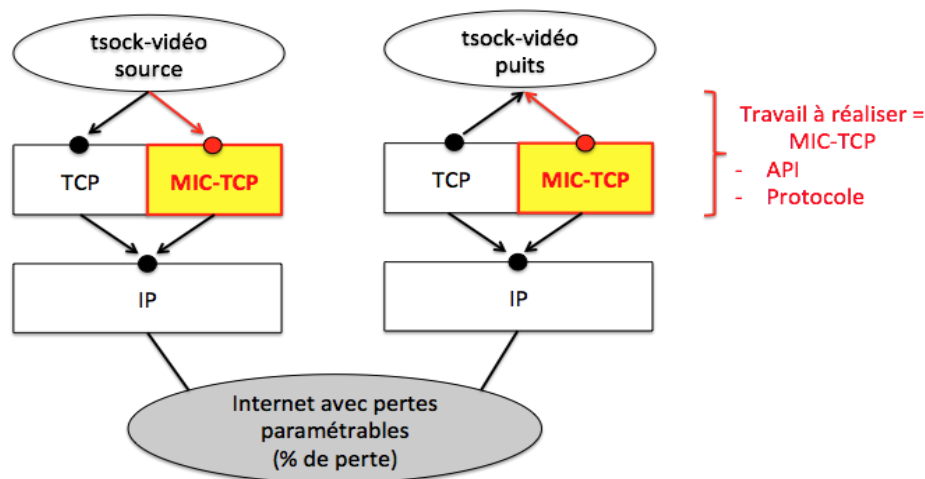 tsock-vidéo
source
tsock-vidéo
puits
TCP
MIC-TCP
TCP
MIC-TCP
Travail à réaliser =
MIC-TCP
- API
- Protocole
IP
IP
Internet avec pertes
paramétrables
(% de perte)